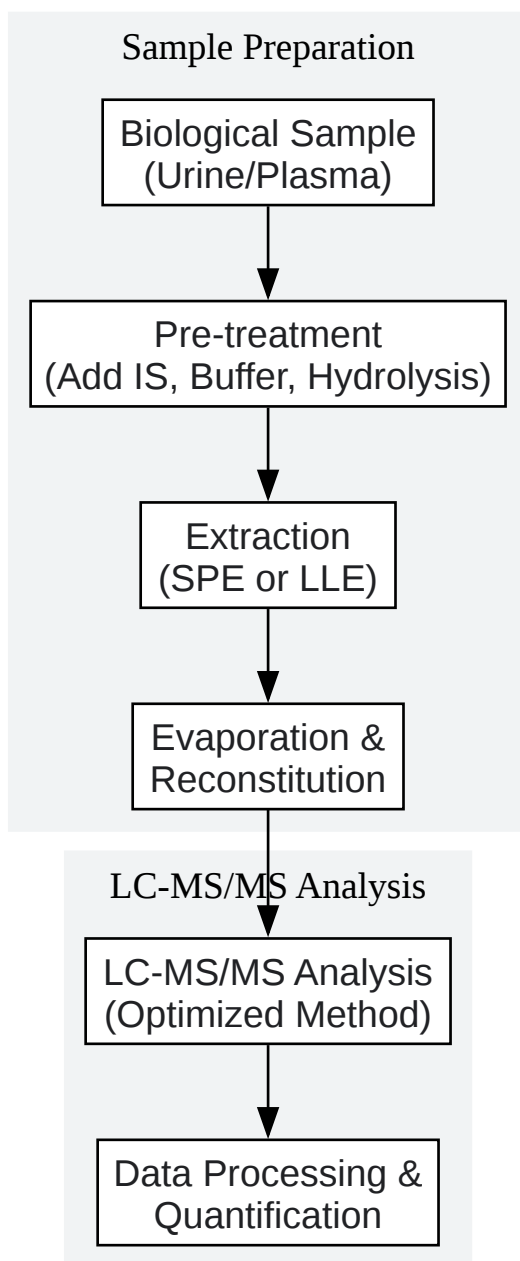 Sample Preparation
Biological Sample
(Urine/Plasma)
Pre-treatment
(Add IS, Buffer, Hydrolysis)
Extraction
(SPE or LLE)
Evaporation &
Reconstitution
LC-MS/MS Analysis
LC-MS/MS Analysis
(Optimized Method)
Data Processing &
Quantification